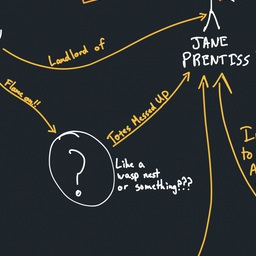 Landlord of
JANE
PRENTISS
Flame on!!
Totes Messed Up
?
Like a
wasp nest
or something???
to